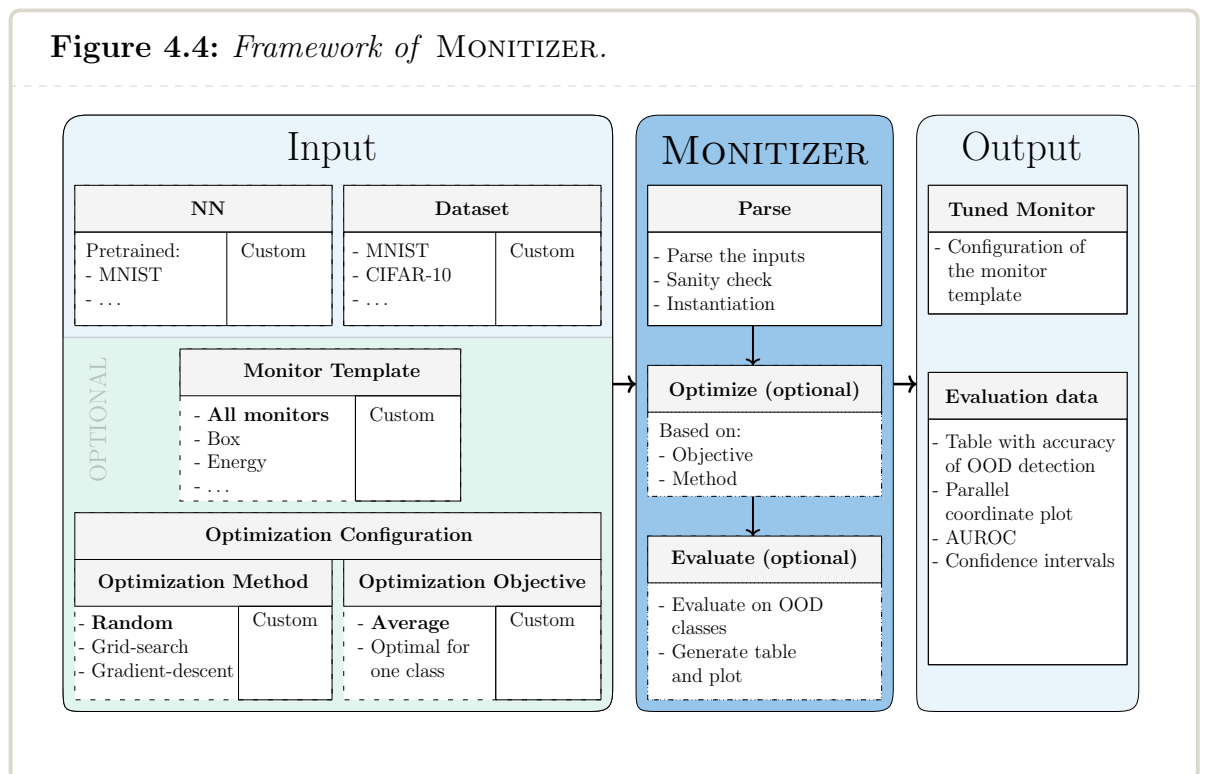 Figure 4.4: Framework of MONITIZER.
Input
NN
Pretrained:
- MNIST
- ...
Custom
Dataset
- MNIST
- CIFAR-10
- ...
Custom
OPTIONAL
Monitor Template
- All monitors
- Box
- Energy
- ...
Custom
Optimization Configuration
Optimization Method
- Random
- Grid-search
- Gradient-descent
Custom
Optimization Objective
- Average
- Optimal for
one class
Custom
MONITIZER
Parse
- Parse the inputs
- Sanity check
- Instantiation
Optimize (optional)
Based on:
- Objective
- Method
Evaluate (optional)
- Evaluate on OOD
classes
- Generate table
and plot
Output
Tuned Monitor
- Configuration of
the monitor
template
Evaluation data
- Table with accuracy
of OOD detection
- Parallel
coordinate plot
- AUROC
- Confidence intervals